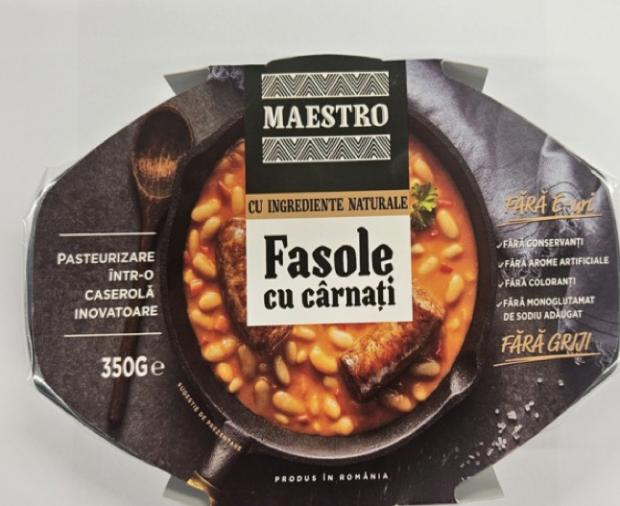 MAESTRO
CU INGREDIENTE NATURALE
Fasole
cu cârnați
PASTEURIZARE
ÎNTR-O
CASEROLĂ
INOVATOARE
350G e
SUGESTIE DE PREZENTARE
FĂRĂ E-uri
✓FĂRĂ CONSERVANȚI
✓FĂRĂ AROME ARTIFICIALE
✓FĂRĂ COLORANȚI
✓FĂRĂ MONOGLUTAMAT
DE SODIU ADĂUGAT
FĂRĂ GRIJI
PRODUS ÎN ROMÂNIA